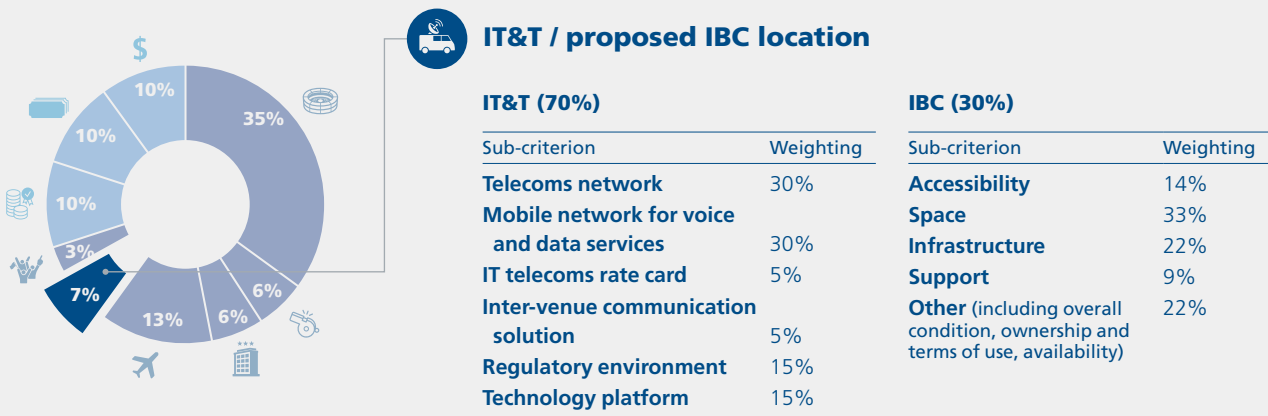 $
10%
35%
10%
10%
3%
7%
13%
6%
6%
IT&T / proposed IBC location
IT&T (70%)
Sub-criterion Weighting
Telecoms network 30%
Mobile network for voice
and data services 30%
IT telecoms rate card 5%
Inter-venue communication
solution 5%
Regulatory environment 15%
Technology platform 15%
IBC (30%)
Sub-criterion Weighting
Accessibility 14%
Space 33%
Infrastructure 22%
Support 9%
Other (including overall 22%
condition, ownership and
terms of use, availability)